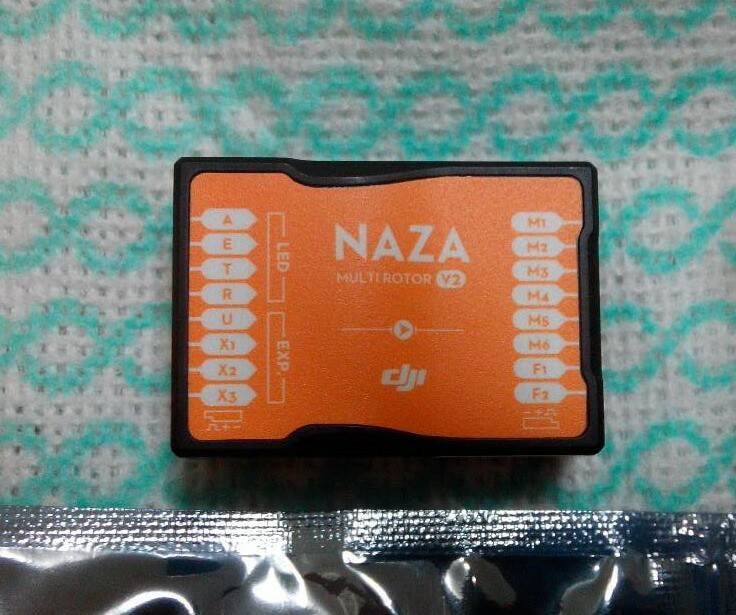 A
E
T
R
U
X1
X2
X3
LED
EXP.
NAZA
MULTI ROTOR V2
dji
M1
M2
M3
M4
M5
M6
F1
F2